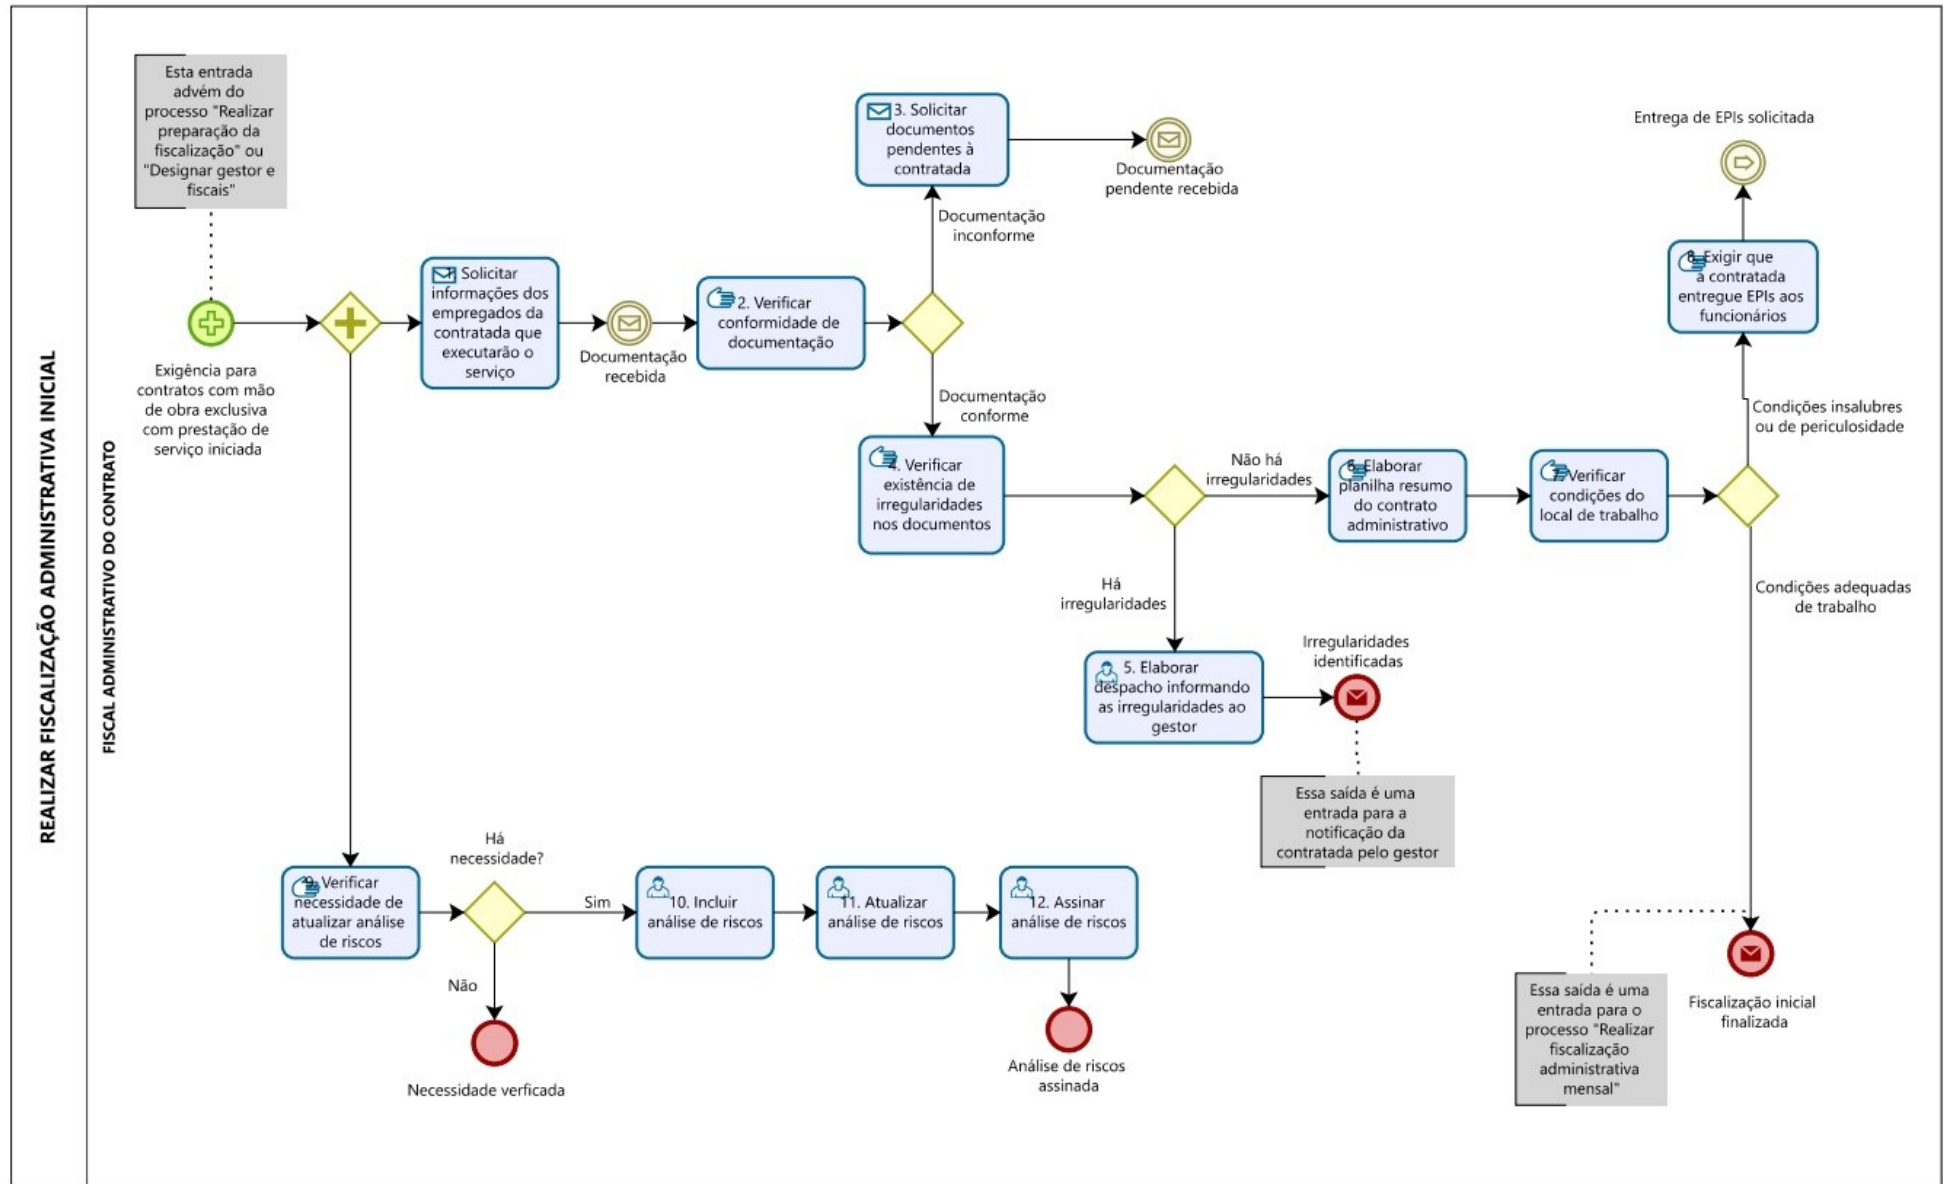 REALIZAR FISCALIZAÇÃO ADMINISTRATIVA INICIAL
FISCAL ADMINISTRATIVO DO CONTRATO
Esta entrada
advém do
processo "Realizar
preparação da
fiscalização" ou
"Designar gestor e
fiscais"
Exigência para
contratos com mão
de obra exclusiva
com prestação de
serviço iniciada
1. Solicitar
informações dos
empregados da
contratada que
executarão o
serviço
Documentação
recebida
2. Verificar
conformidade de
documentação
Documentação
inconforme
3. Solicitar
documentos
pendentes à
contratada
Documentação
pendente recebida
Documentação
conforme
4. Verificar
existência de
irregularidades
nos documentos
Não há
irregularidades
Há
irregularidades
5. Elaborar
despacho informando
as irregularidades ao
gestor
Irregularidades
identificadas
Essa saída é uma
entrada para a
notificação da
contratada pelo gestor
6. Elaborar
planilha resumo
do contrato
administrativo
7. Verificar
condições do
local de trabalho
Condições insalubres
ou de periculosidade
8. Exigir que
a contratada
entregue EPIs aos
funcionários
Entrega de EPIs solicitada
Condições adequadas
de trabalho
Fiscalização inicial
finalizada
Essa saída é uma
entrada para o
processo "Realizar
fiscalização
administrativa
mensal"
9. Verificar
necessidade de
atualizar análise
de riscos
Há
necessidade?
Sim
Não
Necessidade verficada
10. Incluir
análise de riscos
11. Atualizar
análise de riscos
12. Assinar
análise de riscos
Análise de riscos
assinada